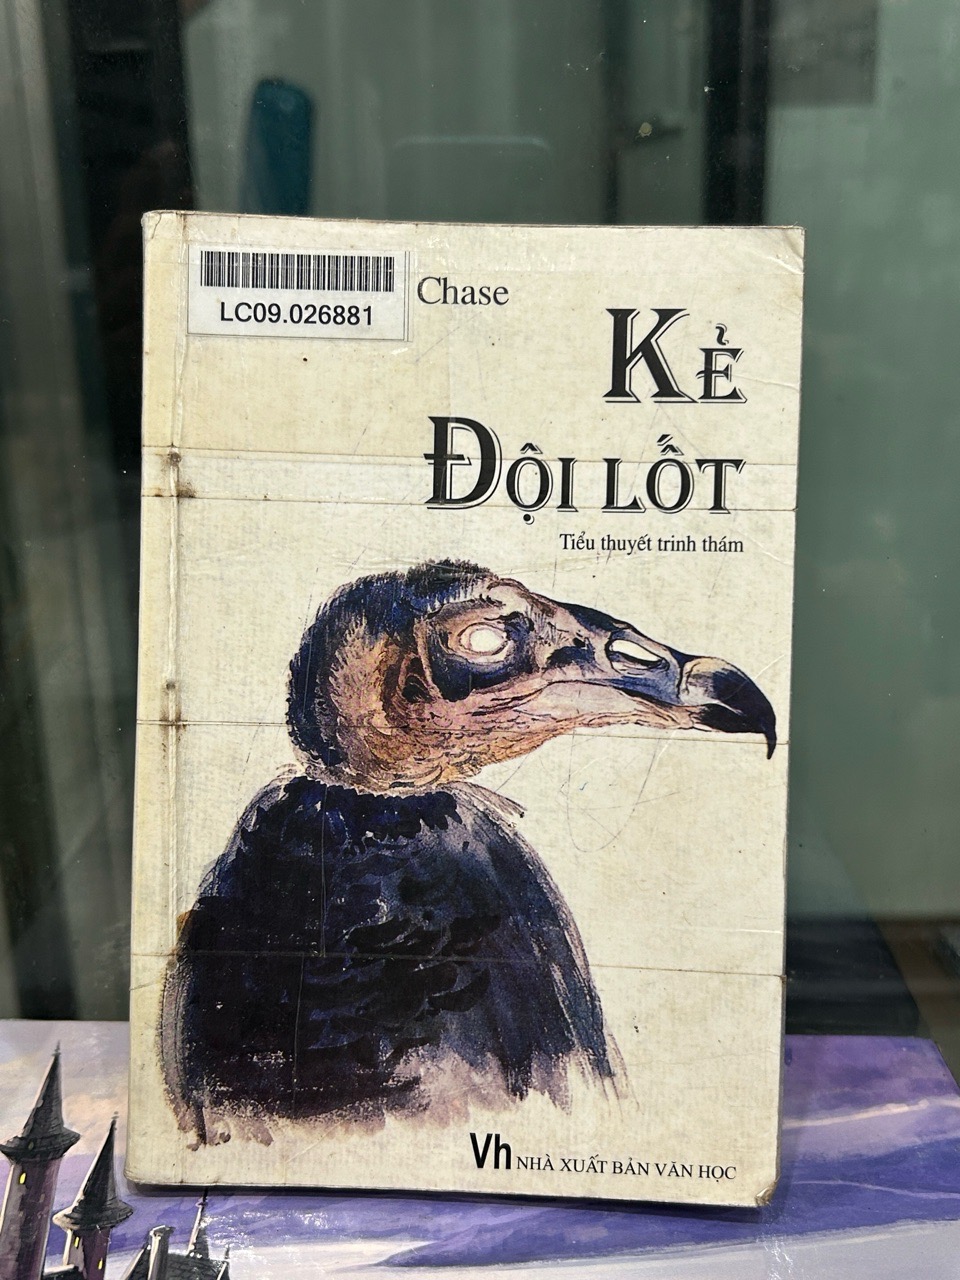 LC09.026881
Chase
KẺ
ĐỘI LỐT
Tiểu thuyết trinh thám
Vh NHÀ XUẤT BẢN VĂN HỌC